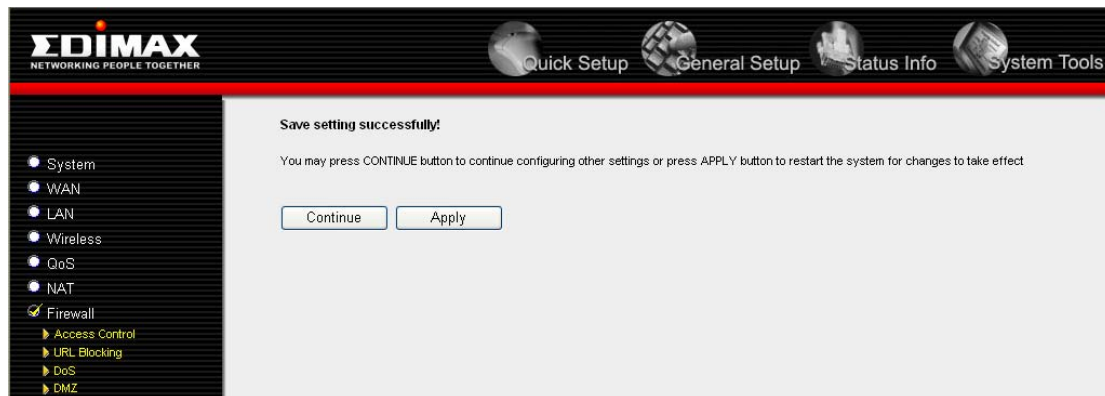 EDIMAX
NETWORKING PEOPLE TOGETHER
Quick Setup General Setup Status Info System Tools
System
WAN
LAN
Wireless
QoS
NAT
Firewall
Access Control
URL Blocking
DoS
DMZ
Save setting successfully!
You may press CONTINUE button to continue configuring other settings or press APPLY button to restart the system for changes to take effect
Continue Apply